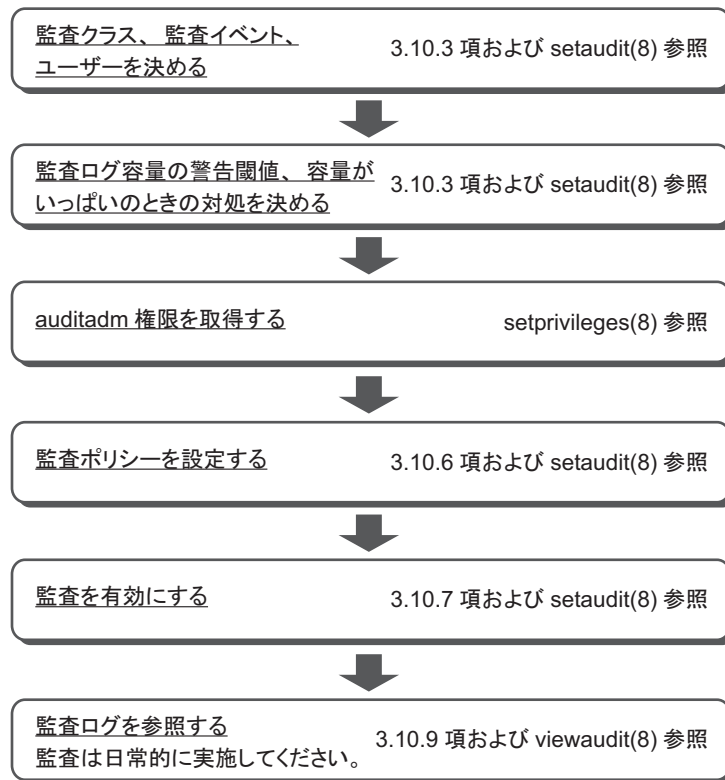 監査クラス、 監査イベント、
ユーザーを決める
3.10.3 項および setaudit(8) 参照
監査ログ容量の警告閾値、 容量が
いっぱいのときの対処を決める
3.10.3 項および setaudit(8) 参照
auditadm 権限を取得する
setprivileges(8) 参照
監査ポリシーを設定する
3.10.6 項および setaudit(8) 参照
監査を有効にする
3.10.7 項および setaudit(8) 参照
監査ログを参照する
監査は日常的に実施してください。
3.10.9 項および viewaudit(8) 参照